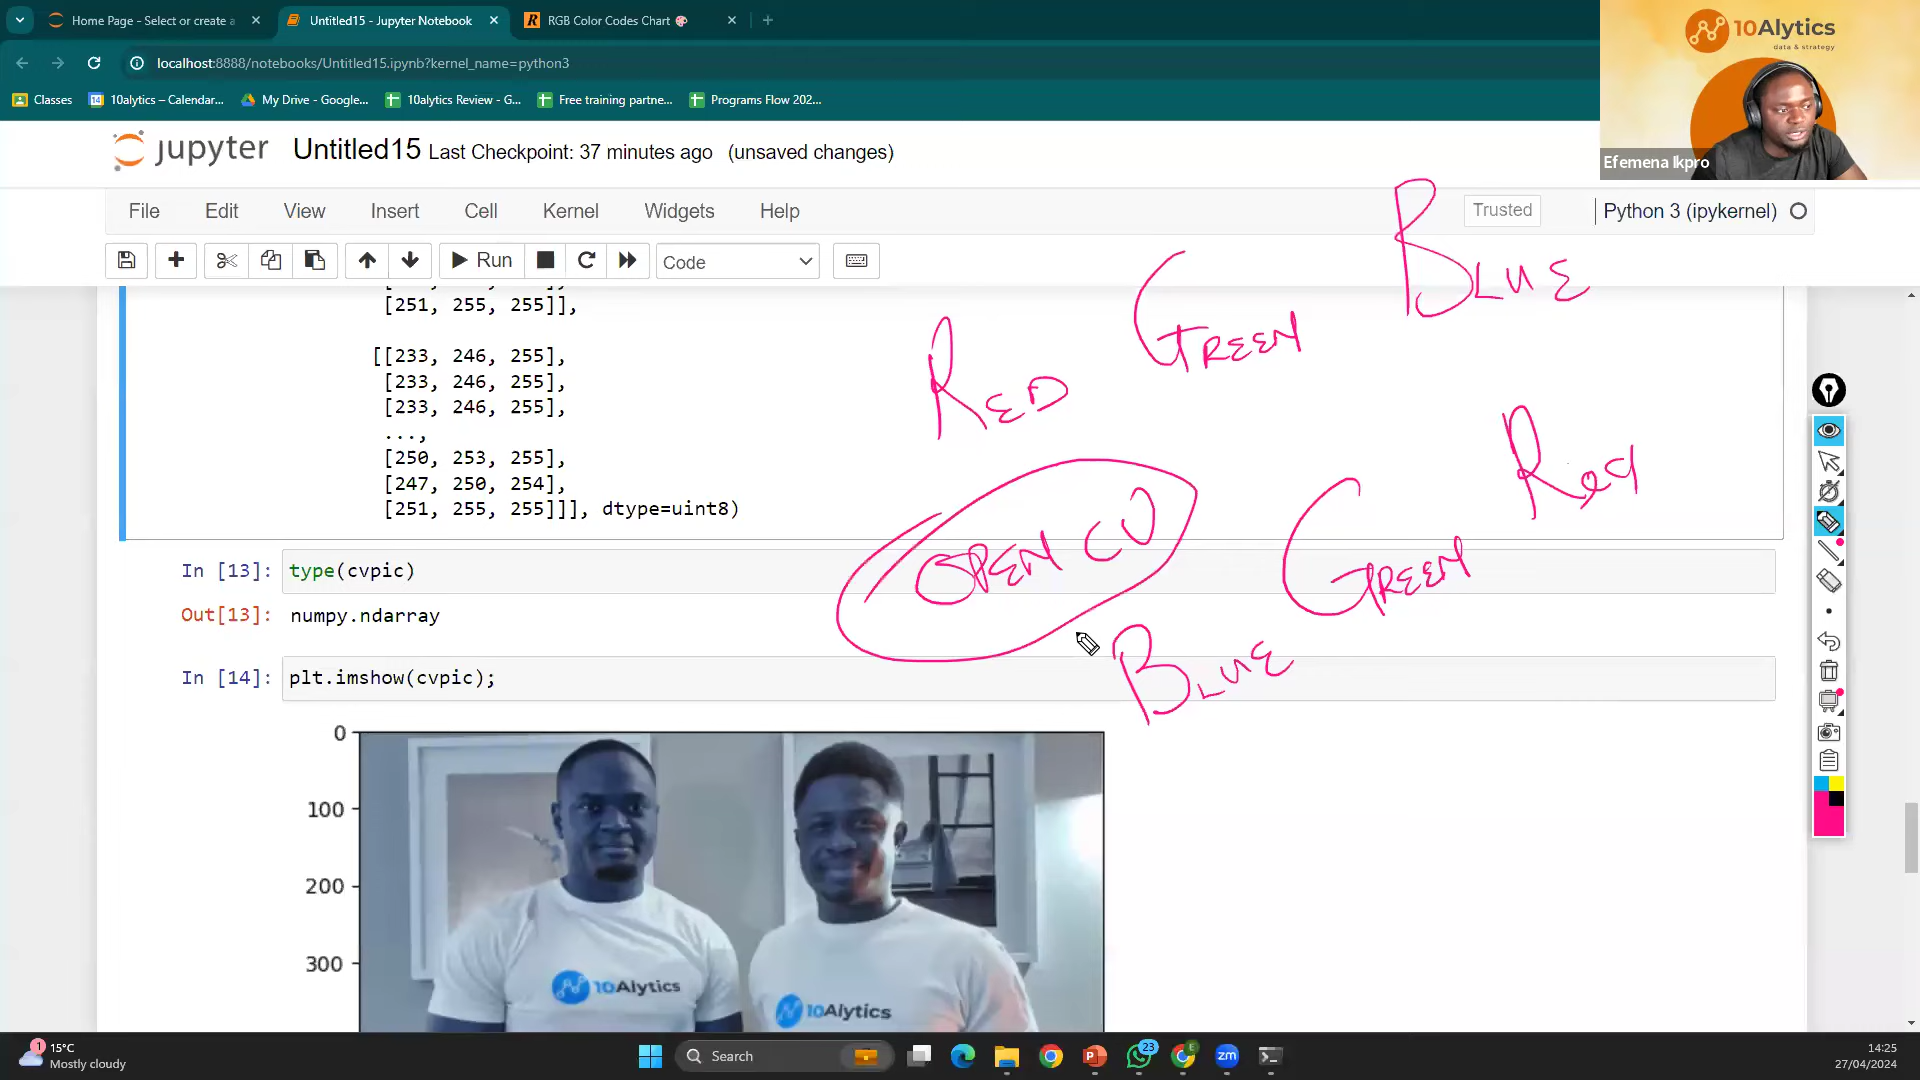 Home Page - Select or create a
Untitled15 - Jupyter Notebook
RGB Color Codes Chart
localhost:8888/notebooks/Untitled15.ipynb?kernel_name=python3
Classes
10alytics – Calendar...
My Drive - Google...
10alytics Review - G...
Free training partne...
Programs Flow 202...
10Alytics
data & strategy
Efemena Ikpro
jupyter Untitled15 Last Checkpoint: 37 minutes ago (unsaved changes)
File Edit View Insert Cell Kernel Widgets Help
Trusted
Python 3 (ipykernel)
Run
Code
[251, 255, 255]],
[[233, 246, 255],
[233, 246, 255],
[233, 246, 255],
...,
[250, 253, 255],
[247, 250, 254],
[251, 255, 255]]], dtype=uint8)
RED GREEN BLUE
OPEN CV
BLUE GREEN Red
In [13]: type(cvpic)
Out[13]: numpy.ndarray
In [14]: plt.imshow(cvpic);
0
100
200
300
10Alytics
10Alytics
1
15°C
Mostly cloudy
Search
23
E
zm
14:25
27/04/2024